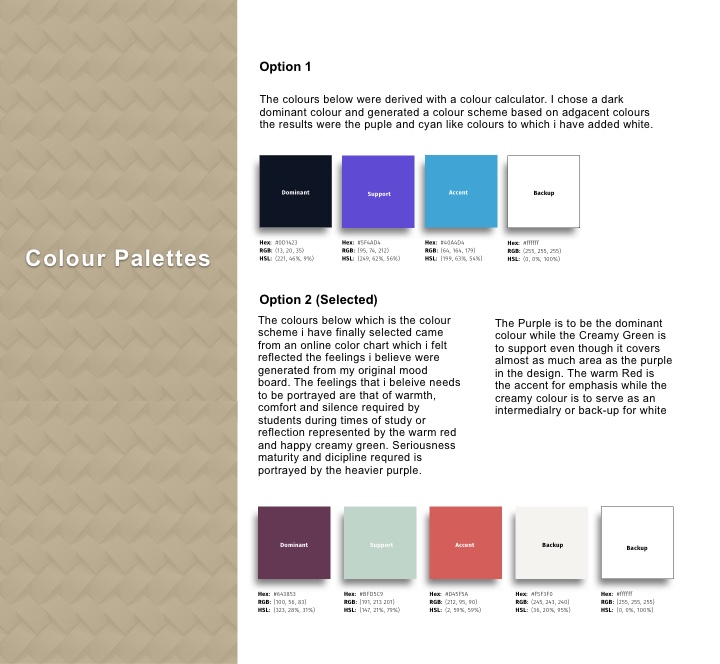 Colour Palettes
Option 1
The colours below were derived with a colour calculator. I chose a dark
dominant colour and generated a colour scheme based on adgacent colours
the results were the puple and cyan like colours to which i have added white.
Dominant
Support
Accent
Backup
Hex: #0D1423
RGB: (13, 20, 35)
HSL: (221, 46%, 9%)
Hex: #5F4AD4
RGB: (95, 74, 212)
HSL: (249, 62%, 56%)
Hex: #40A4D4
RGB: (64, 164, 179)
HSL: (199, 63%, 54%)
Hex: #ffffff
RGB: (255, 255, 255)
HSL: (0, 0%, 100%)
Option 2 (Selected)
The colours below which is the colour
scheme i have finally selected came
from an online color chart which i felt
reflected the feelings i believe were
generated from my original mood
board. The feelings that i beleive needs
to be portrayed are that of warmth,
comfort and silence required by
students during times of study or
reflection represented by the warm red
and happy creamy green. Seriousness
maturity and dicipline requred is
portrayed by the heavier purple.
The Purple is to be the dominant
colour while the Creamy Green is
to support even though it covers
almost as much area as the purple
in the design. The warm Red is
the accent for emphasis while the
creamy colour is to serve as an
intermedialry or back-up for white
Dominant
Support
Accent
Backup
Backup
Hex: #643853
RGB: (100, 56, 83)
HSL: (323, 28%, 31%)
Hex: #BFD5C9
RGB: (191, 213 201)
HSL: (147, 21%, 79%)
Hex: #D45F5A
RGB: (212, 95, 90)
HSL: (2, 59%, 59%)
Hex: #F5F3F0
RGB: (245, 243, 240)
HSL: (36, 20%, 95%)
Hex: #ffffff
RGB: (255, 255, 255)
HSL: (0, 0%, 100%)